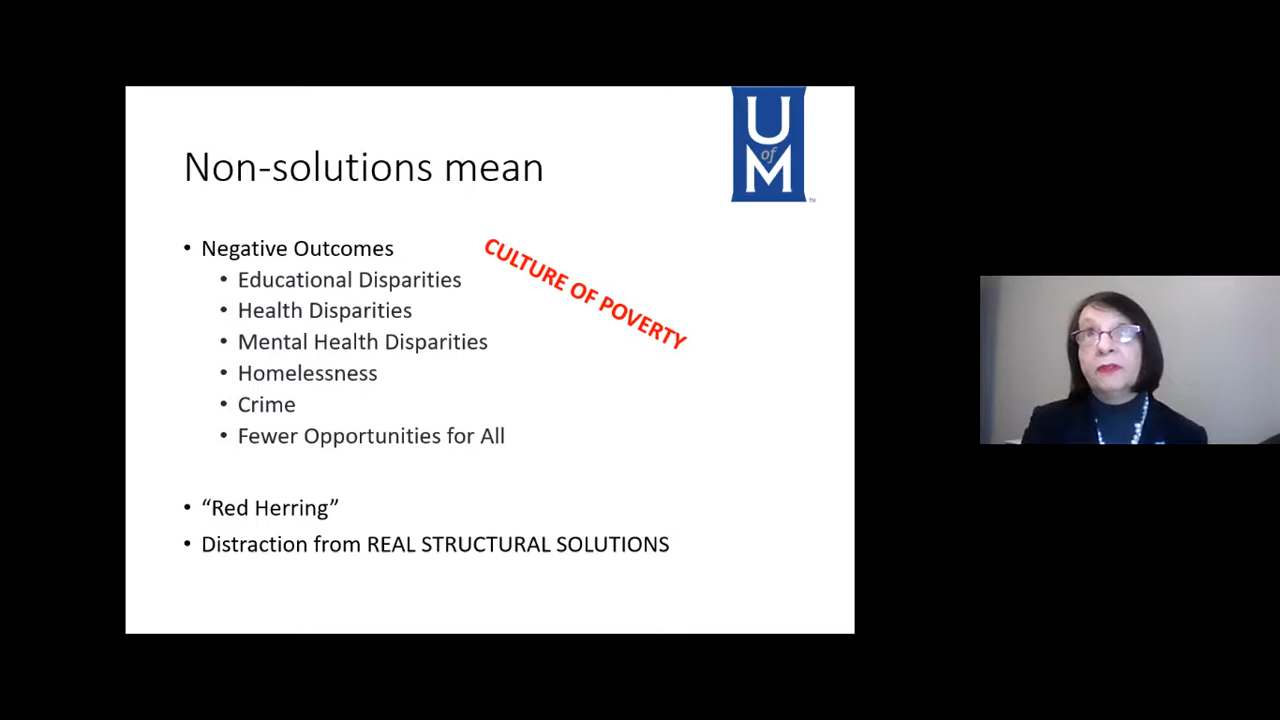 U
of
M
TM
Non-solutions mean
• Negative Outcomes
CULTURE OF POVERTY
• Educational Disparities
• Health Disparities
• Mental Health Disparities
• Homelessness
• Crime
• Fewer Opportunities for All
• “Red Herring”
• Distraction from REAL STRUCTURAL SOLUTIONS